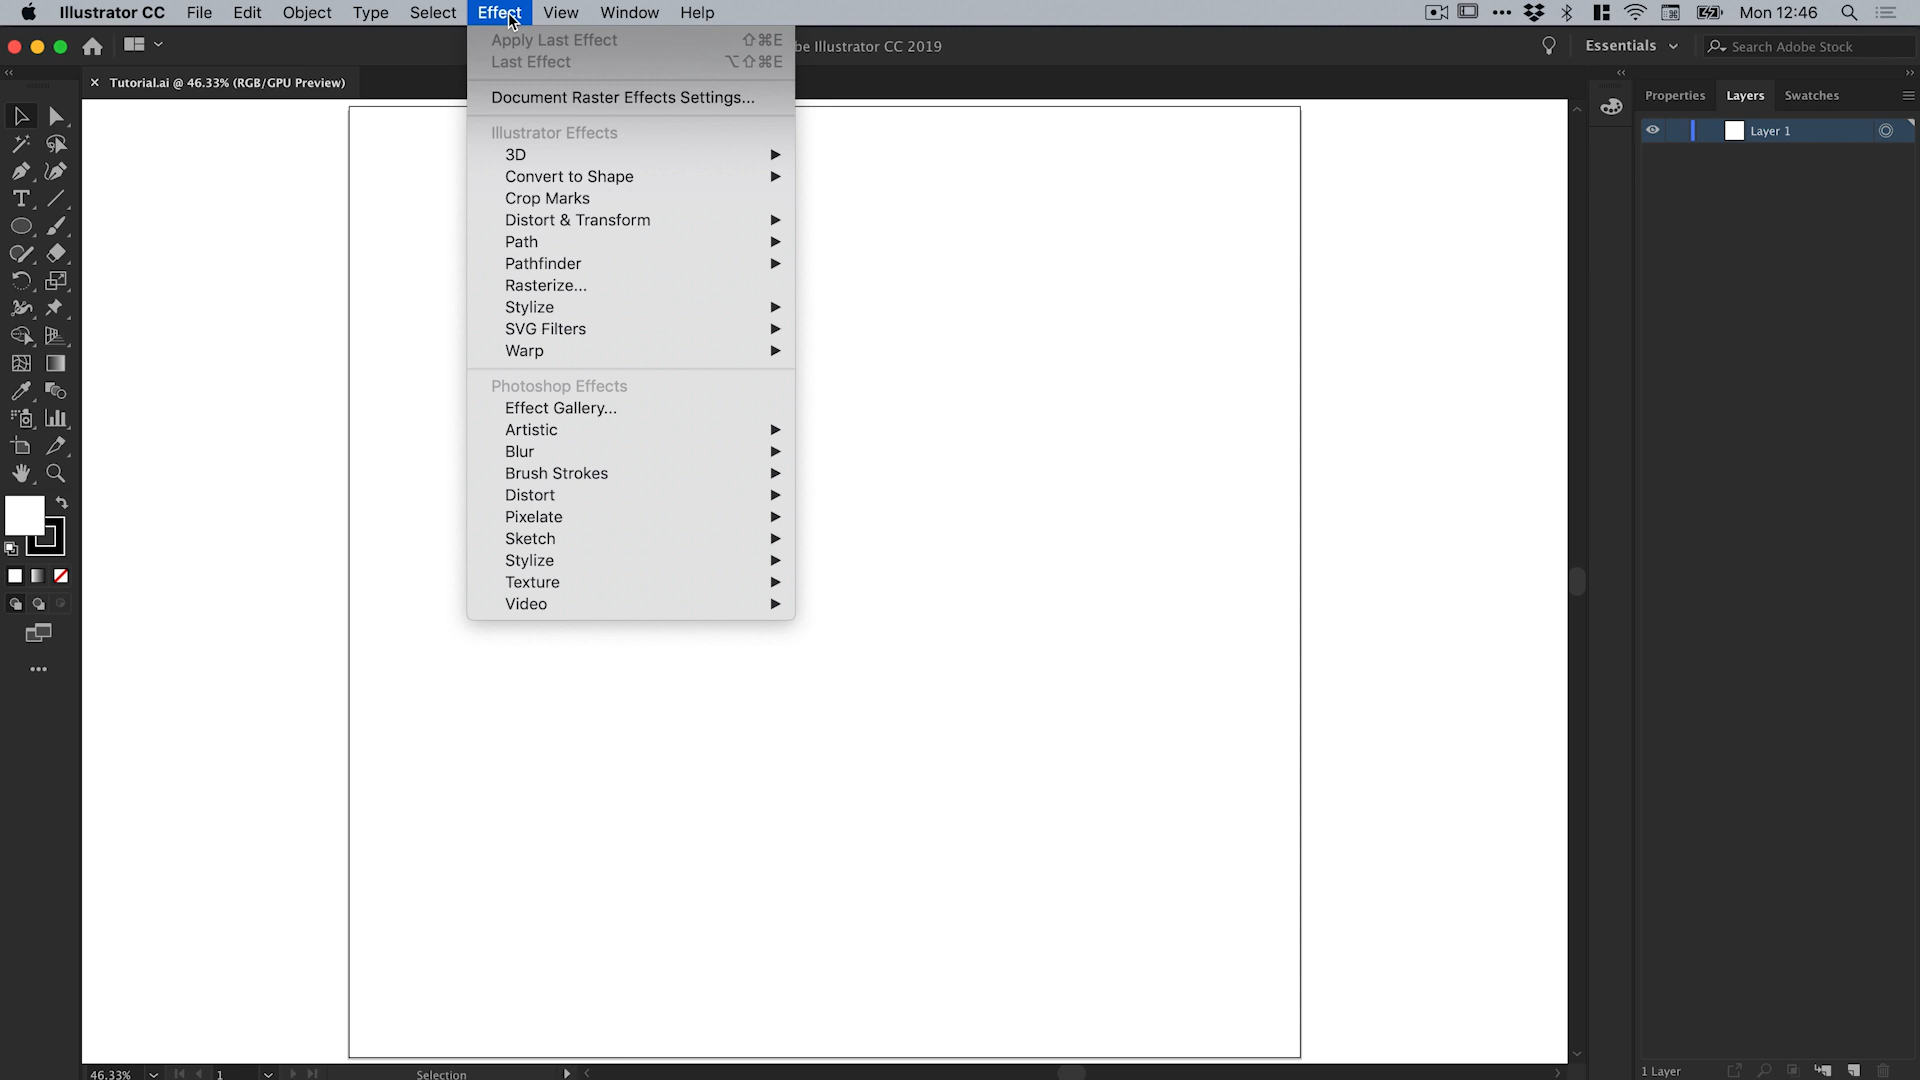 Illustrator CC File Edit Object Type Select Effect View Window Help Mon 12:46
be Illustrator CC 2019 Essentials Search Adobe Stock
Tutorial.ai @ 46.33% (RGB/GPU Preview)
Apply Last Effect ⇧⌘E
Last Effect ⌥⇧⌘E
Document Raster Effects Settings...
Illustrator Effects
3D
Convert to Shape
Crop Marks
Distort & Transform
Path
Pathfinder
Rasterize...
Stylize
SVG Filters
Warp
Photoshop Effects
Effect Gallery...
Artistic
Blur
Brush Strokes
Distort
Pixelate
Sketch
Stylize
Texture
Video
Properties Layers Swatches
Layer 1
46.33% 1 Selection
1 Layer